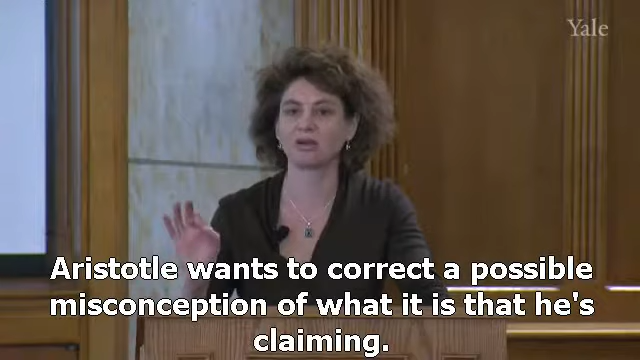 Yale
Aristotle wants to correct a possible
misconception of what it is that he's
claiming.